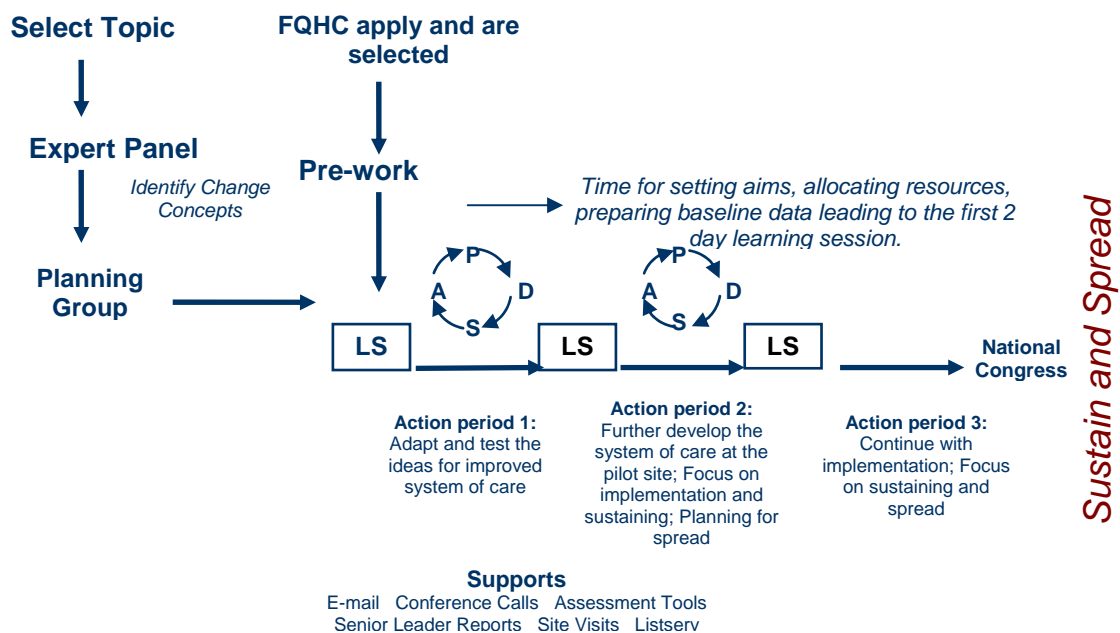 Select Topic
FQHC apply and are
selected
Expert Panel
Identify Change
Concepts
Pre-work
Time for setting aims, allocating resources,
preparing baseline data leading to the first 2
day learning session.
Planning
Group
P
A
D
S
P
A
D
S
LS
LS
LS
National
Congress
Sustain and Spread
Action period 1:
Adapt and test the
ideas for improved
system of care
Action period 2:
Further develop the
system of care at the
pilot site; Focus on
implementation and
sustaining; Planning for
spread
Action period 3:
Continue with
implementation; Focus
on sustaining and
spread
Supports
E-mail Conference Calls Assessment Tools
Senior Leader Reports Site Visits Listserv